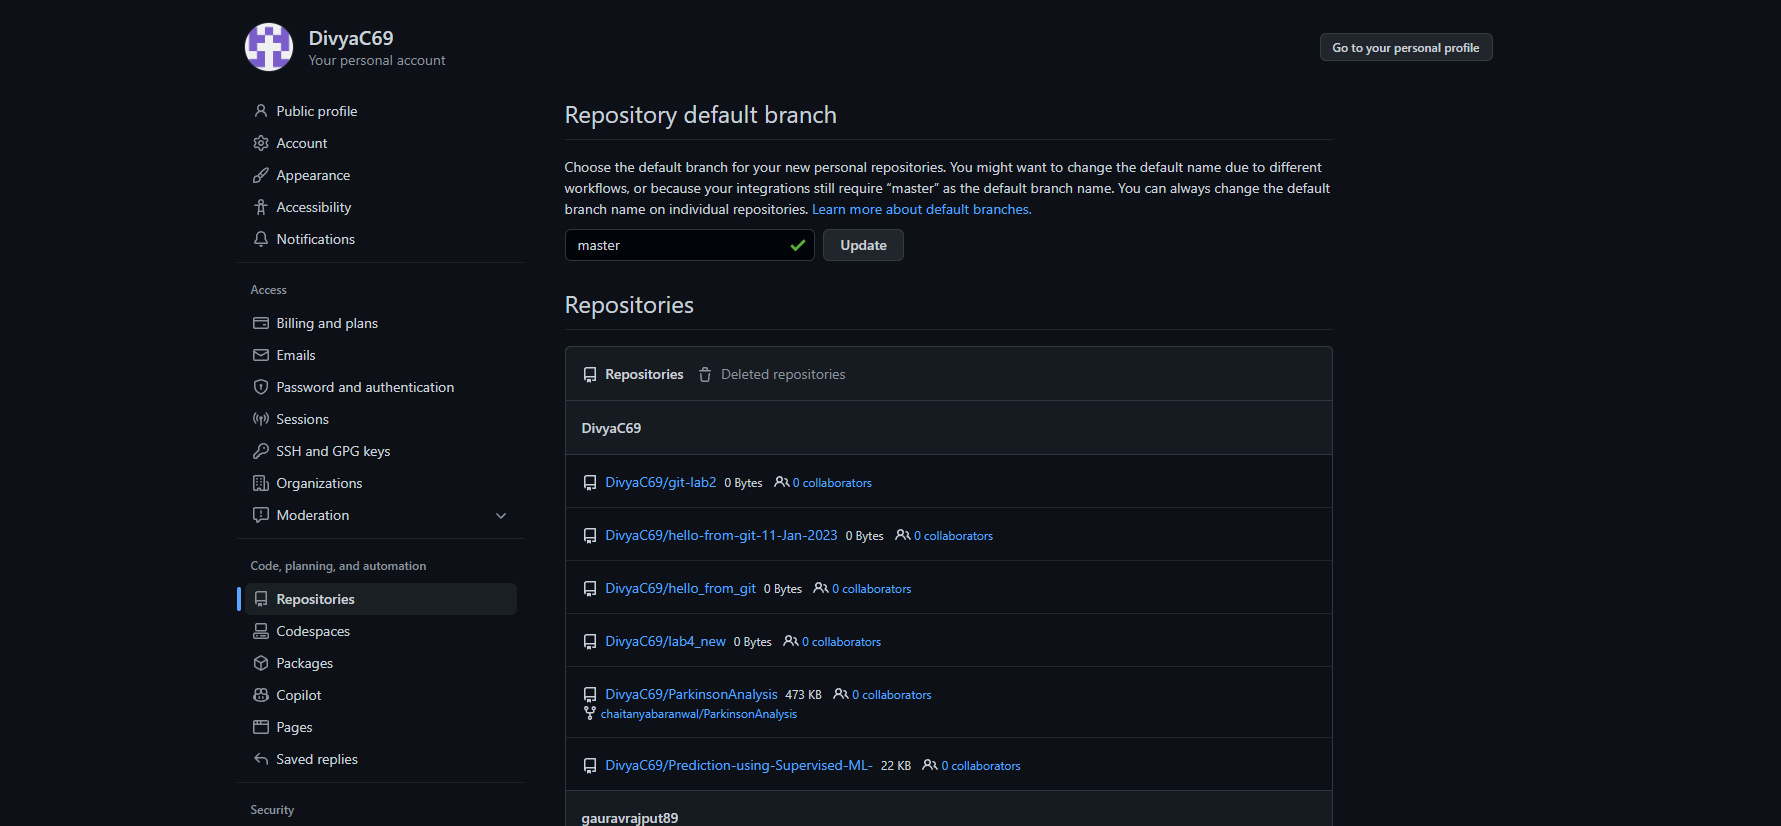 DivyaC69
Your personal account
Go to your personal profile
Public profile
Account
Appearance
Accessibility
Notifications
Access
Billing and plans
Emails
Password and authentication
Sessions
SSH and GPG keys
Organizations
Moderation
Code, planning, and automation
Repositories
Codespaces
Packages
Copilot
Pages
Saved replies
Security
Repository default branch
Choose the default branch for your new personal repositories. You might want to change the default name due to different
workflows, or because your integrations still require “master” as the default branch name. You can always change the default
branch name on individual repositories. Learn more about default branches.
master Update
Repositories
Repositories Deleted repositories
DivyaC69
DivyaC69/git-lab2 0 Bytes 0 collaborators
DivyaC69/hello-from-git-11-Jan-2023 0 Bytes 0 collaborators
DivyaC69/hello_from_git 0 Bytes 0 collaborators
DivyaC69/lab4_new 0 Bytes 0 collaborators
DivyaC69/ParkinsonAnalysis 473 KB 0 collaborators
chaitanyabaranwal/ParkinsonAnalysis
DivyaC69/Prediction-using-Supervised-ML- 22 KB 0 collaborators
gauravrajput89